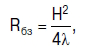 Rбз = H²/4λ,